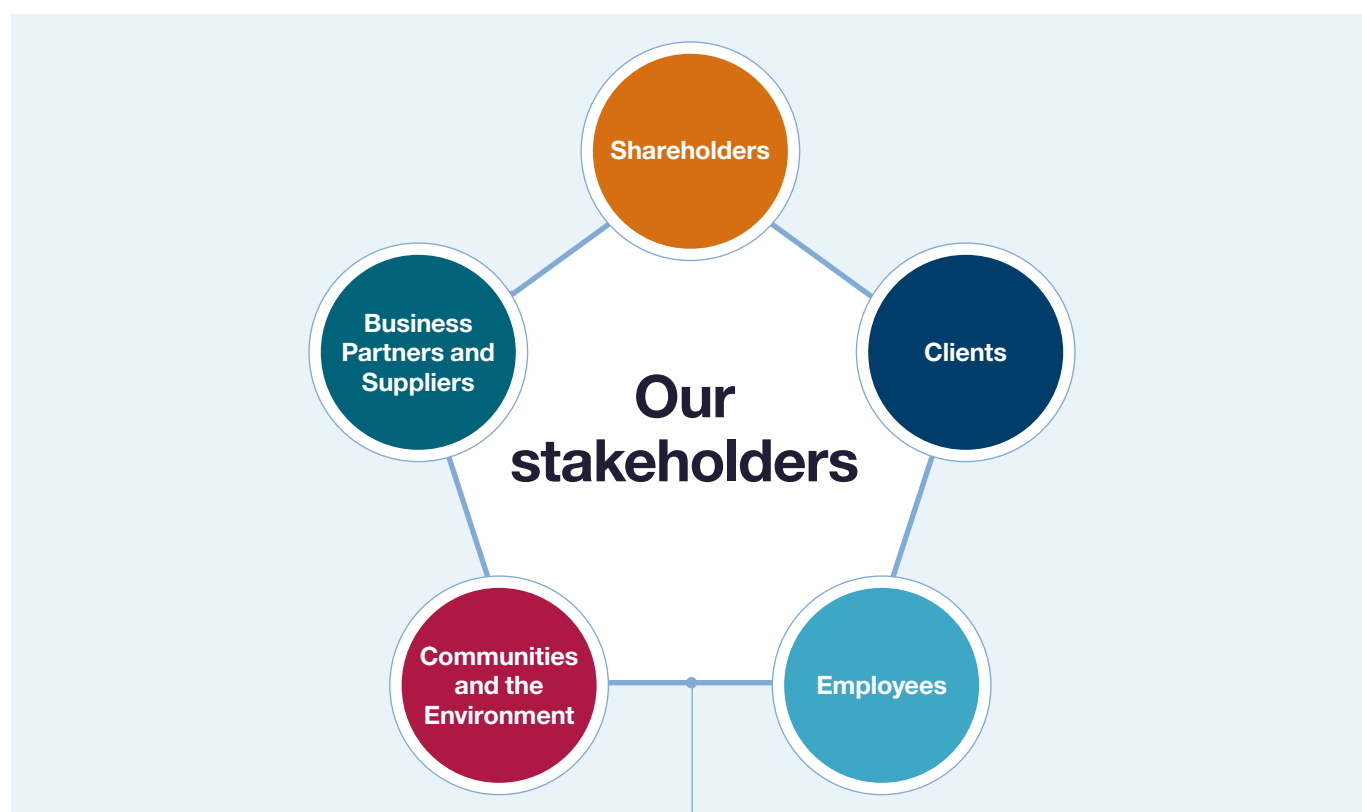 Shareholders
Business
Partners and
Suppliers
Clients
Our
stakeholders
Communities
and the
Environment
Employees